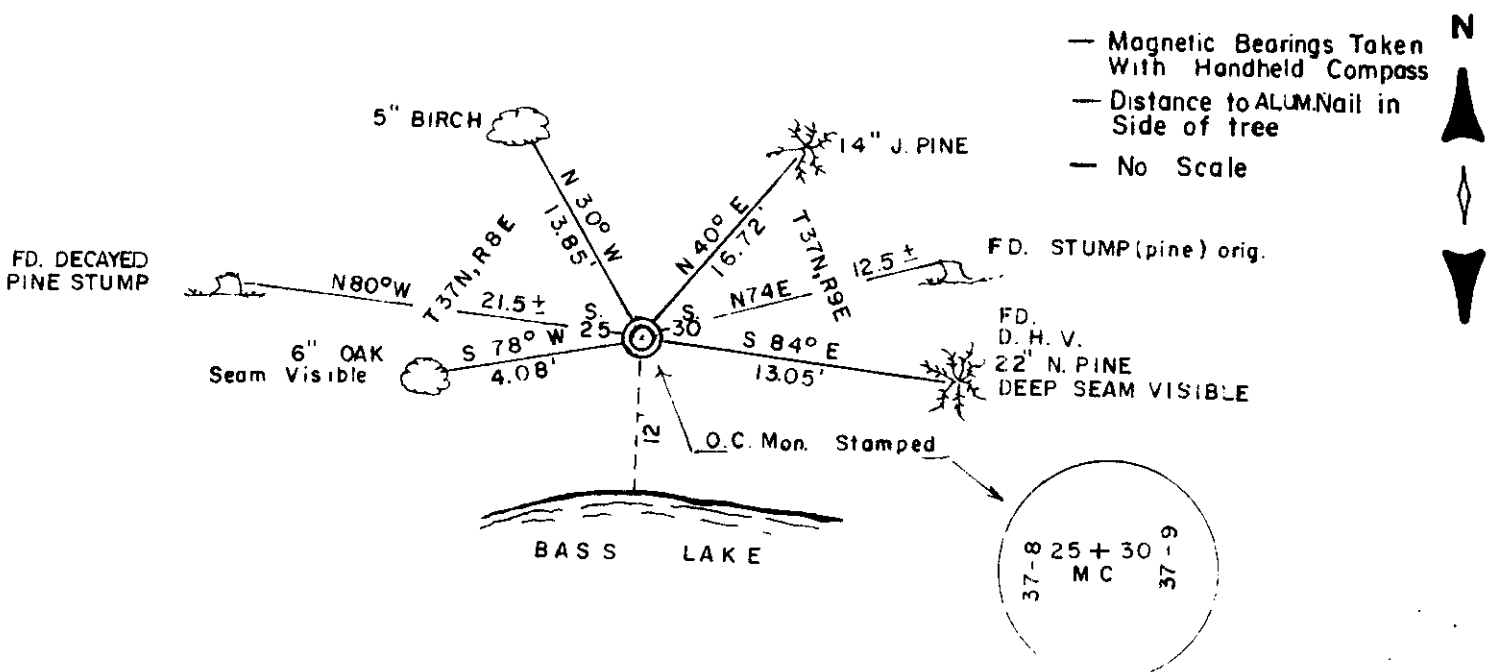 — Magnetic Bearings Taken
With Handheld Compass
— Distance to ALUM.Nail in
Side of tree
— No Scale
N
5" BIRCH
14" J. PINE
N 30° W
13.85'
N 40° E
16.72'
T37N, R8E
T37N, R9E
FD. DECAYED
PINE STUMP
N80°W
21.5 ±
N74E
12.5 ±
FD. STUMP (pine) orig.
S.
25
S.
30
6" OAK
Seam Visible
S 78° W
4.08'
S 84° E
13.05'
FD.
D. H. V.
22" N. PINE
DEEP SEAM VISIBLE
12'
O.C. Mon. Stamped
BASS LAKE
37-8
25 + 30
MC
37-9